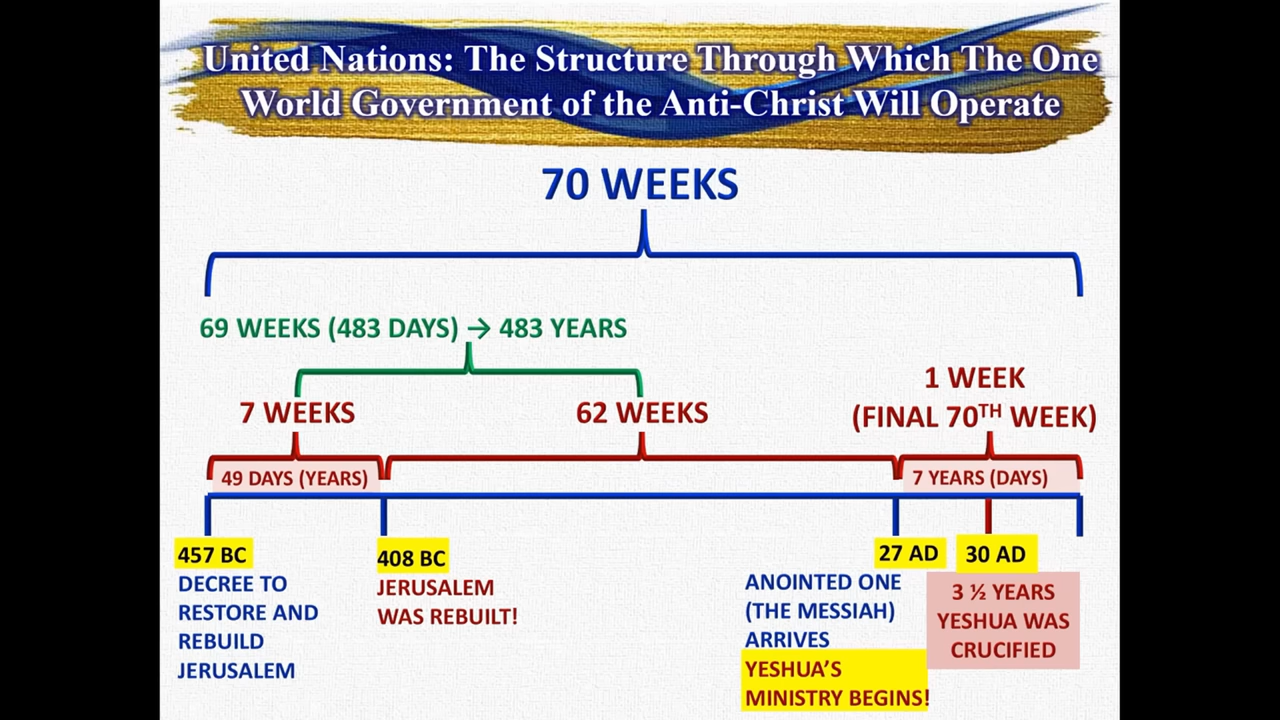 United Nations: The Structure Through Which The One
World Government of the Anti-Christ Will Operate
70 WEEKS
69 WEEKS (483 DAYS) → 483 YEARS
7 WEEKS
62 WEEKS
1 WEEK
(FINAL 70TH WEEK)
49 DAYS (YEARS)
7 YEARS (DAYS)
457 BC
DECREE TO
RESTORE AND
REBUILD
JERUSALEM
408 BC
JERUSALEM
WAS REBUILT!
27 AD
ANOINTED ONE
(THE MESSIAH)
ARRIVES
YESHUA'S
MINISTRY BEGINS!
30 AD
3 ½ YEARS
YESHUA WAS
CRUCIFIED